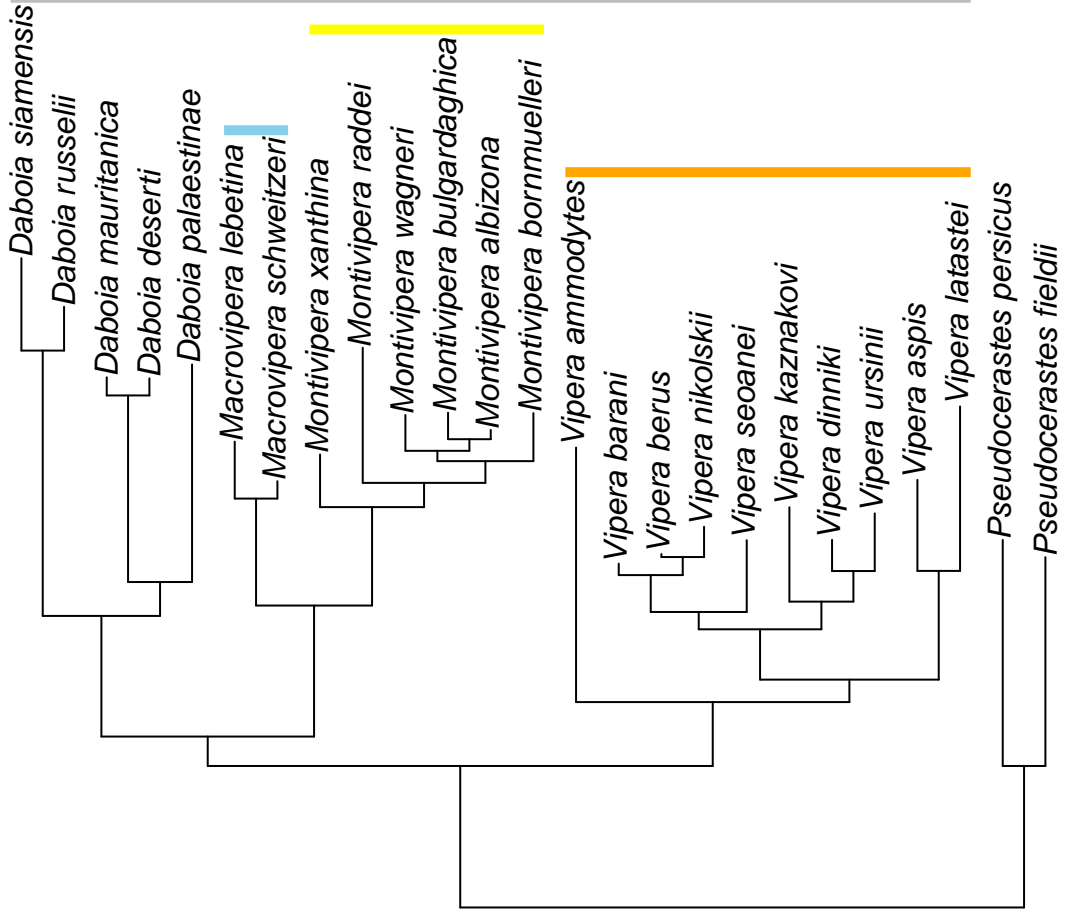 Daboia siamensis
Daboia russelii
Daboia mauritanica
Daboia deserti
Daboia palaestinae
Macrovipera lebetina
Macrovipera schweitzeri
Montivipera xanthina
Montivipera raddei
Montivipera wagneri
Montivipera bulgardaghica
Montivipera albizona
Montivipera bornmuelleri
Vipera ammodytes
Vipera barani
Vipera berus
Vipera nikolskii
Vipera seoanei
Vipera kaznakovi
Vipera dinniki
Vipera ursinii
Vipera aspis
Vipera latastei
Pseudocerastes persicus
Pseudocerastes fieldii